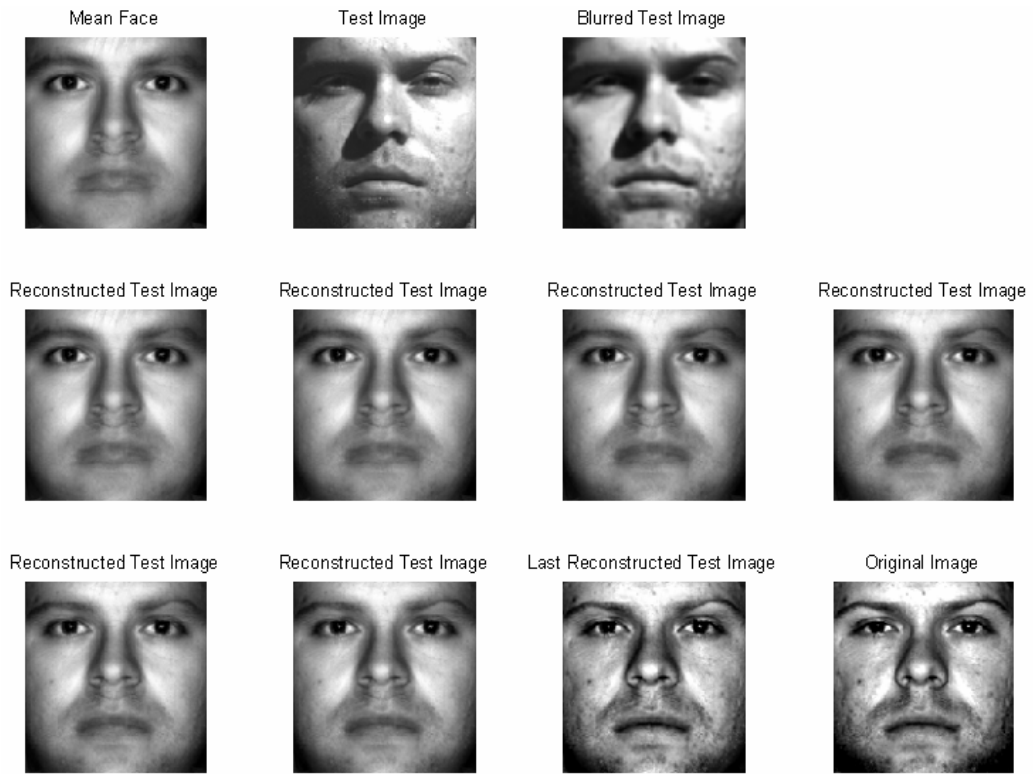 Mean Face
Test Image
Blurred Test Image
Reconstructed Test Image
Reconstructed Test Image
Reconstructed Test Image
Reconstructed Test Image
Reconstructed Test Image
Reconstructed Test Image
Last Reconstructed Test Image
Original Image